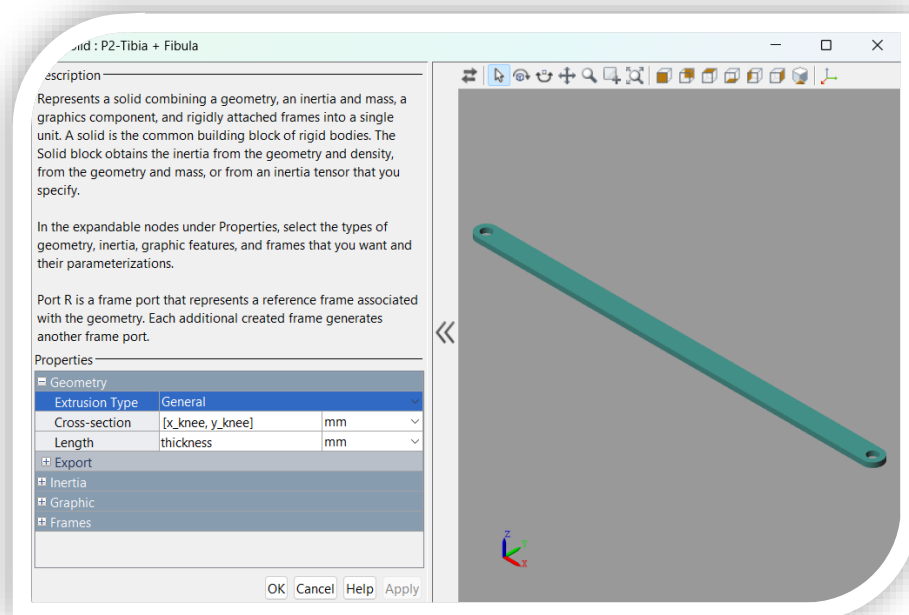 olid : P2-Tibia + Fibula
escription
Represents a solid combining a geometry, an inertia and mass, a
graphics component, and rigidly attached frames into a single
unit. A solid is the common building block of rigid bodies. The
Solid block obtains the inertia from the geometry and density,
from the geometry and mass, or from an inertia tensor that you
specify.
In the expandable nodes under Properties, select the types of
geometry, inertia, graphic features, and frames that you want and
their parameterizations.
Port R is a frame port that represents a reference frame associated
with the geometry. Each additional created frame generates
another frame port.
Properties
Geometry
Extrusion Type General
Cross-section [x_knee, y_knee] mm
Length thickness mm
Export
Inertia
Graphic
Frames
OK Cancel Help Apply
Z
Y
X